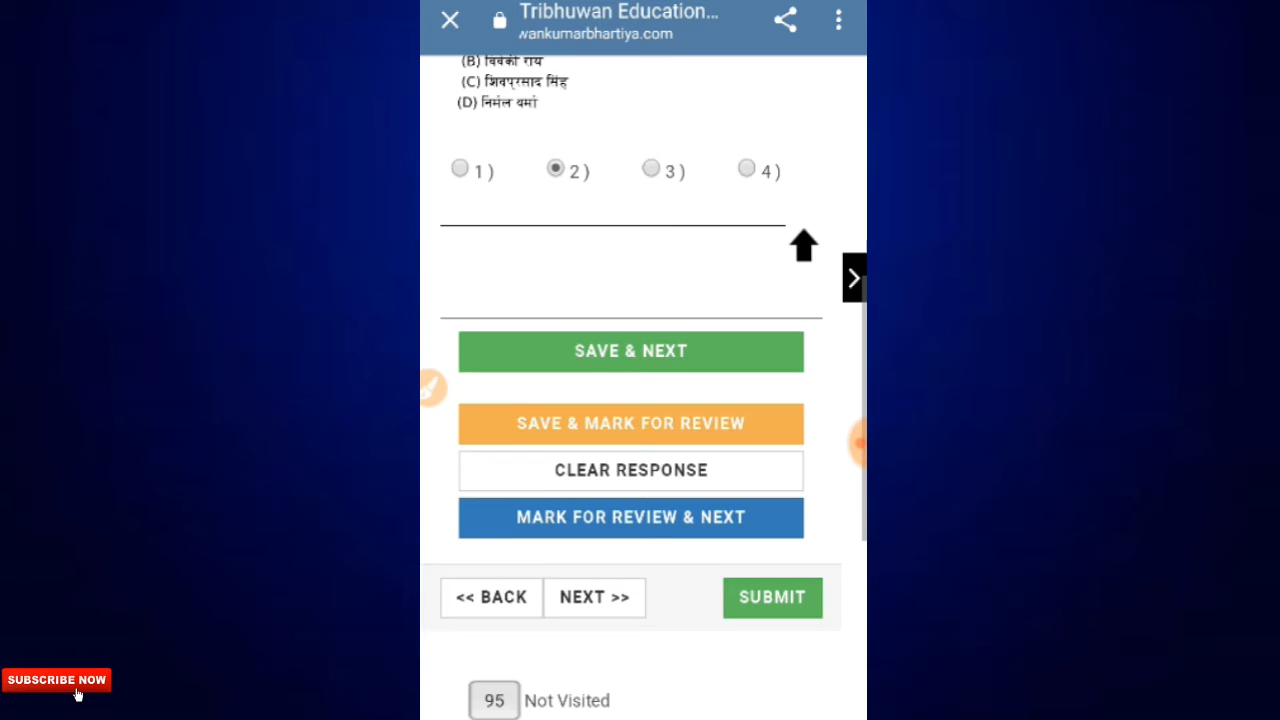 Tribhuwan Education...
wankumarbhartiya.com
(B) विवेकी राय
(C) शिवप्रसाद सिंह
(D) निर्मल वर्मा
1 )
2 )
3 )
4 )
SAVE & NEXT
SAVE & MARK FOR REVIEW
CLEAR RESPONSE
MARK FOR REVIEW & NEXT
<< BACK
NEXT >>
SUBMIT
SUBSCRIBE NOW
95 Not Visited